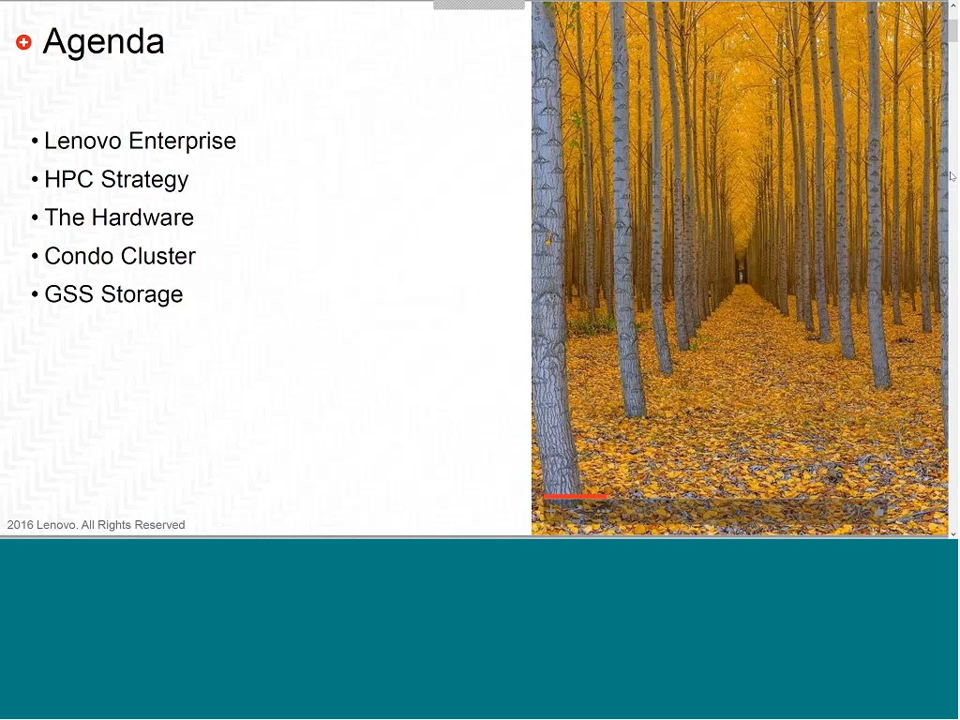 Agenda
• Lenovo Enterprise
• HPC Strategy
• The Hardware
• Condo Cluster
• GSS Storage
2016 Lenovo. All Rights Reserved